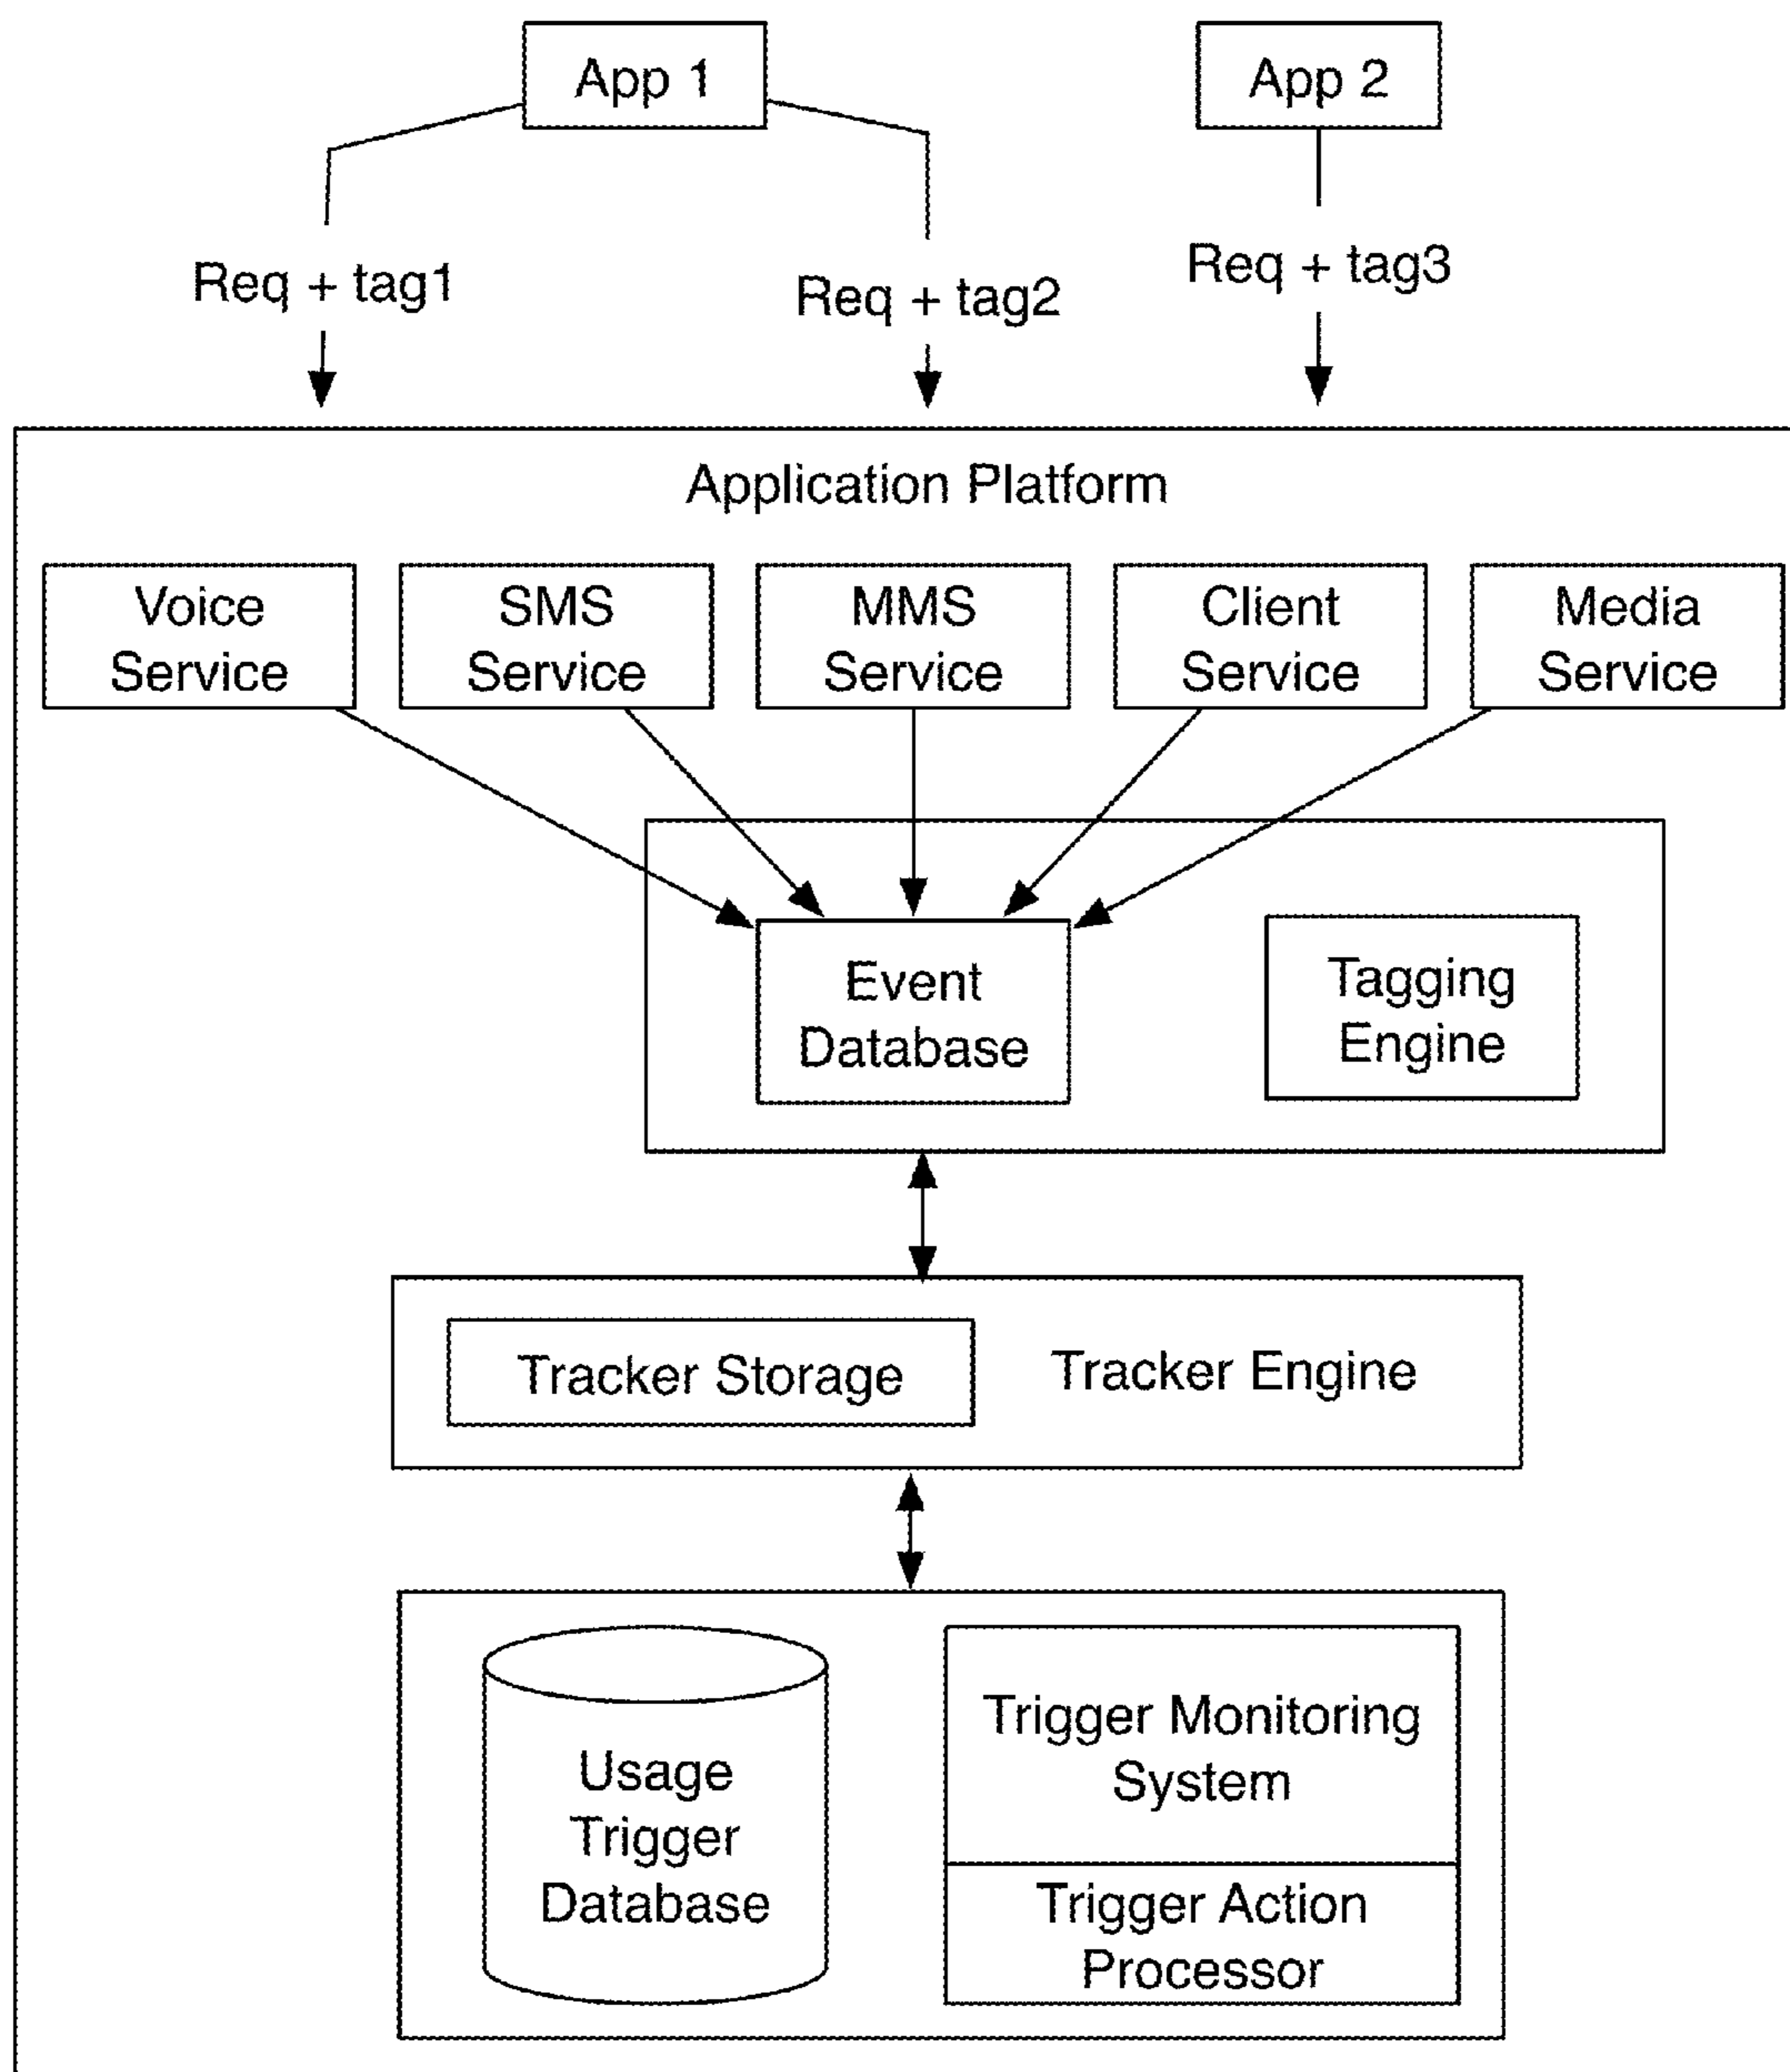 App 1
App 2
Req + tag1
Req + tag2
Req + tag3
Application Platform
Voice
Service
SMS
Service
MMS
Service
Client
Service
Media
Service
Event
Database
Tagging
Engine
Tracker Storage
Tracker Engine
Usage
Trigger
Database
Trigger Monitoring
System
Trigger Action
Processor